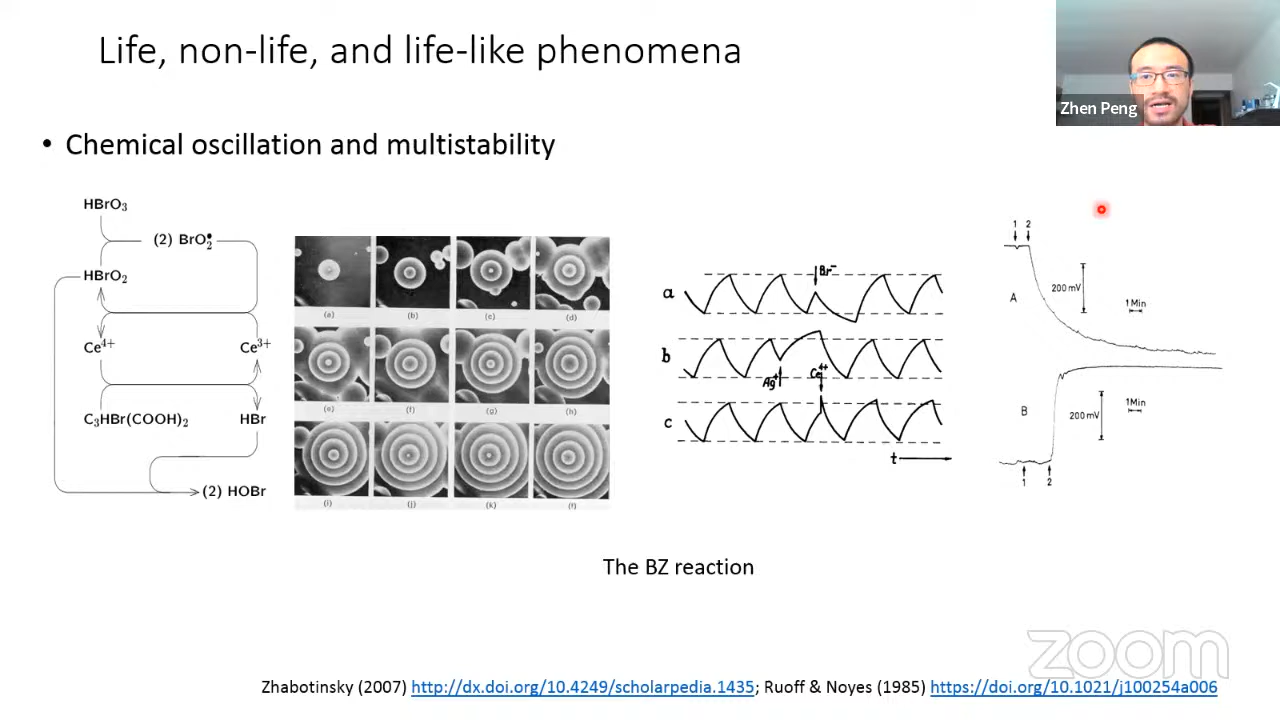 Life, non-life, and life-like phenomena
Zhen Peng
• Chemical oscillation and multistability
HBrO3
(2) BrO2•
HBrO2
Ce4+
Ce3+
C3HBr(COOH)2
HBr
(2) HOBr
(a) (b) (c) (d)
(e) (f) (g) (h)
(i) (j) (k) (l)
a
Br-
b
Ag+
Ce4+
c
t
1 2
A
200 mV
1 Min
B
200 mV
1 Min
1 2
The BZ reaction
zoom
Zhabotinsky (2007) http://dx.doi.org/10.4249/scholarpedia.1435; Ruoff & Noyes (1985) https://doi.org/10.1021/j100254a006